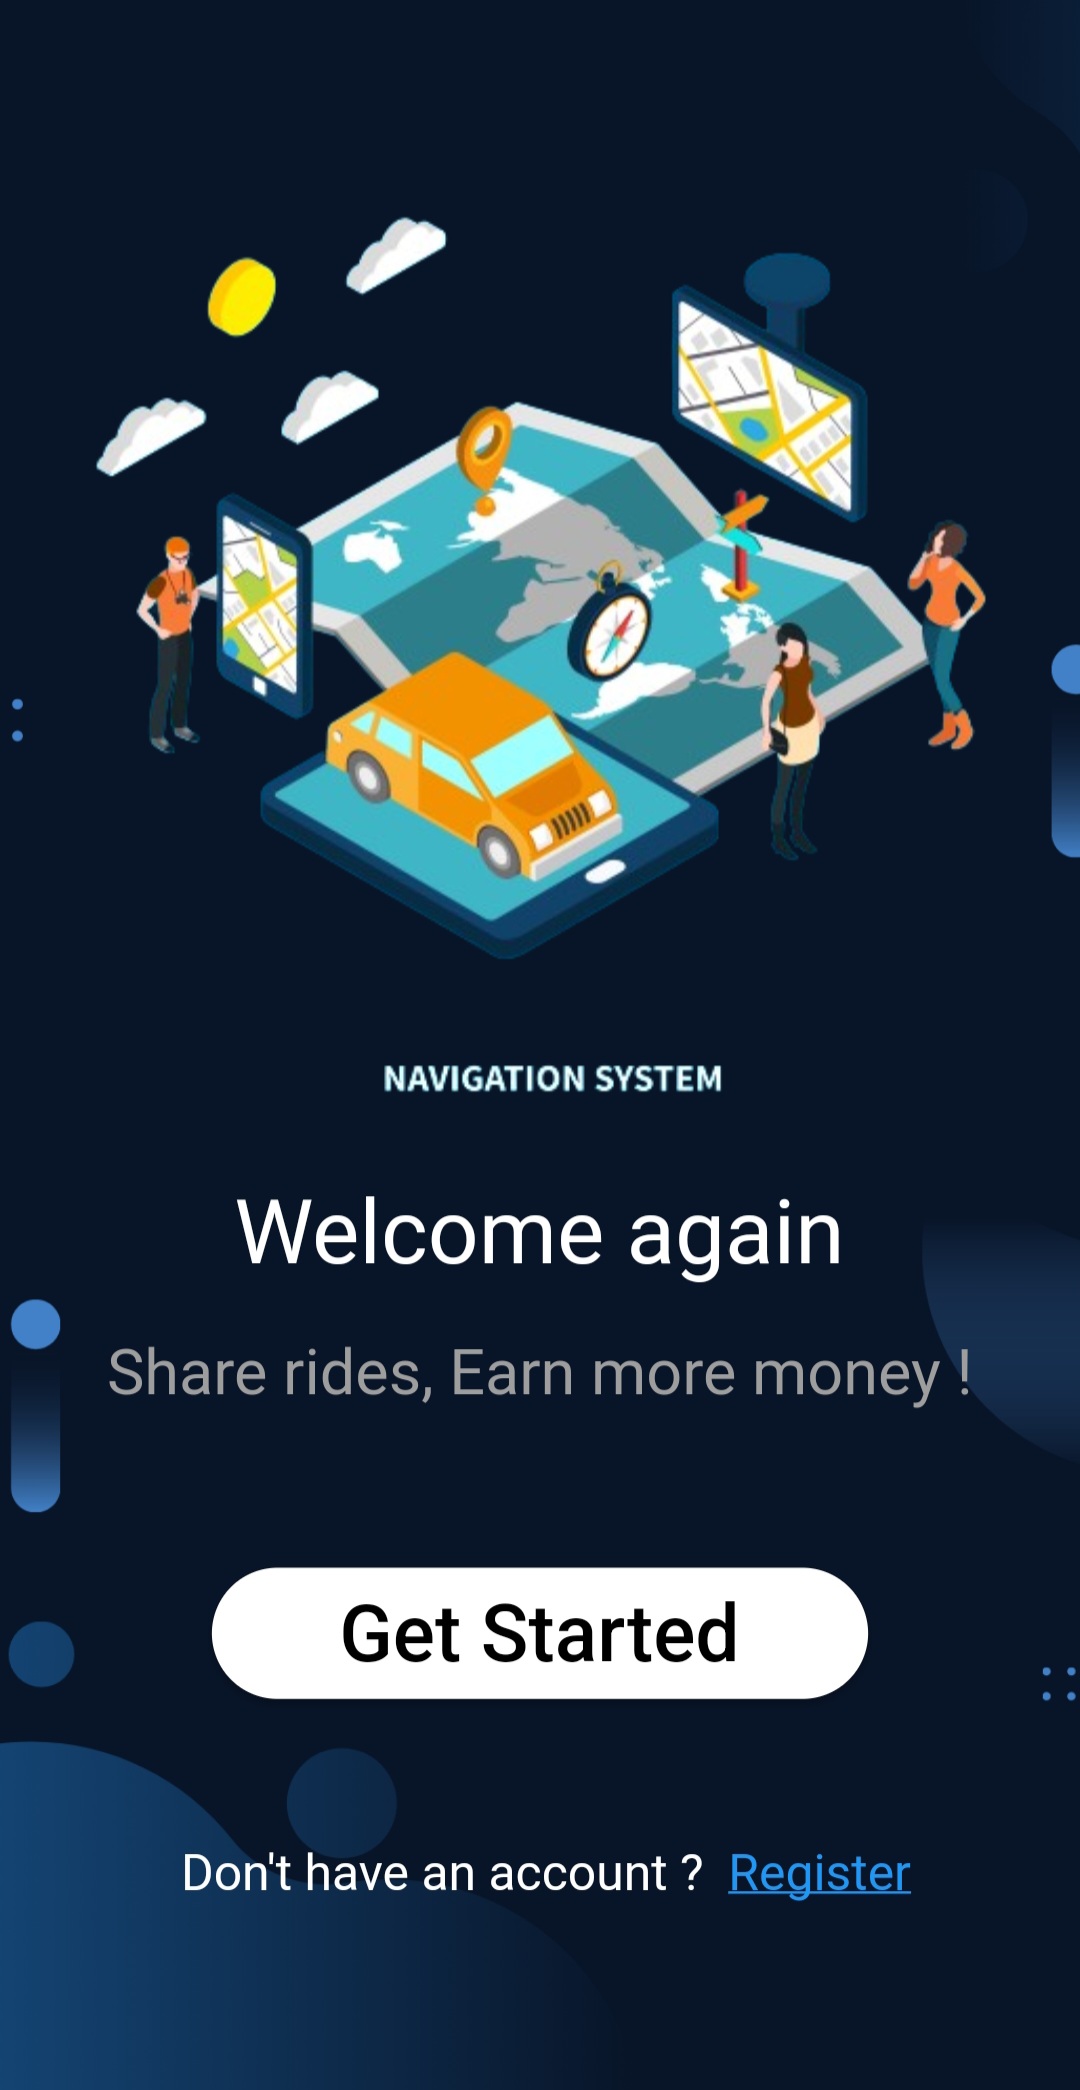 NAVIGATION SYSTEM
Welcome again
Share rides, Earn more money !
Get Started
Don't have an account ? Register